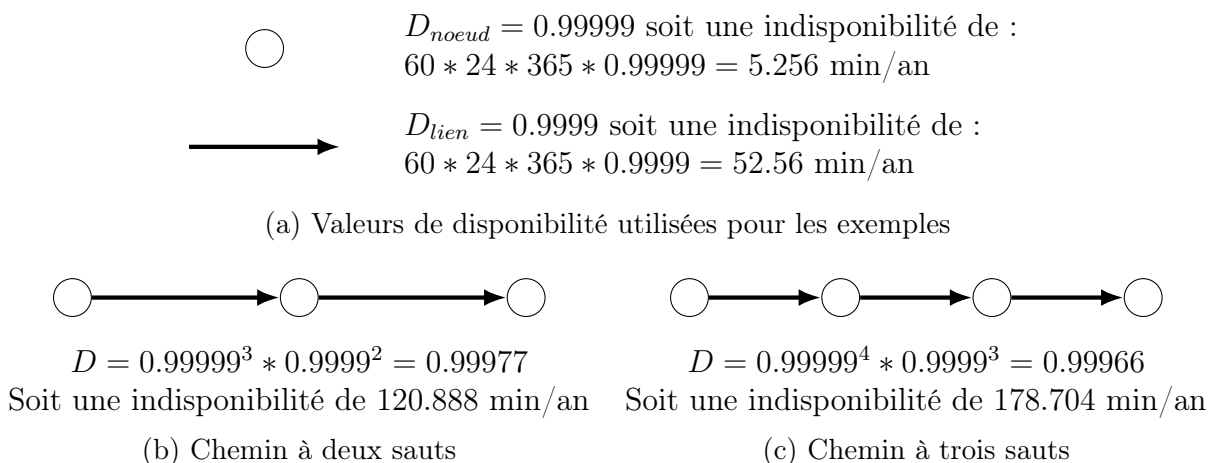 D_{noeud} = 0.99999 soit une indisponibilité de :
60 * 24 * 365 * 0.99999 = 5.256 min/an
D_{lien} = 0.9999 soit une indisponibilité de :
60 * 24 * 365 * 0.9999 = 52.56 min/an
(a) Valeurs de disponibilité utilisées pour les exemples
D = 0.99999^3 * 0.9999^2 = 0.99977
Soit une indisponibilité de 120.888 min/an
(b) Chemin à deux sauts
D = 0.99999^4 * 0.9999^3 = 0.99966
Soit une indisponibilité de 178.704 min/an
(c) Chemin à trois sauts